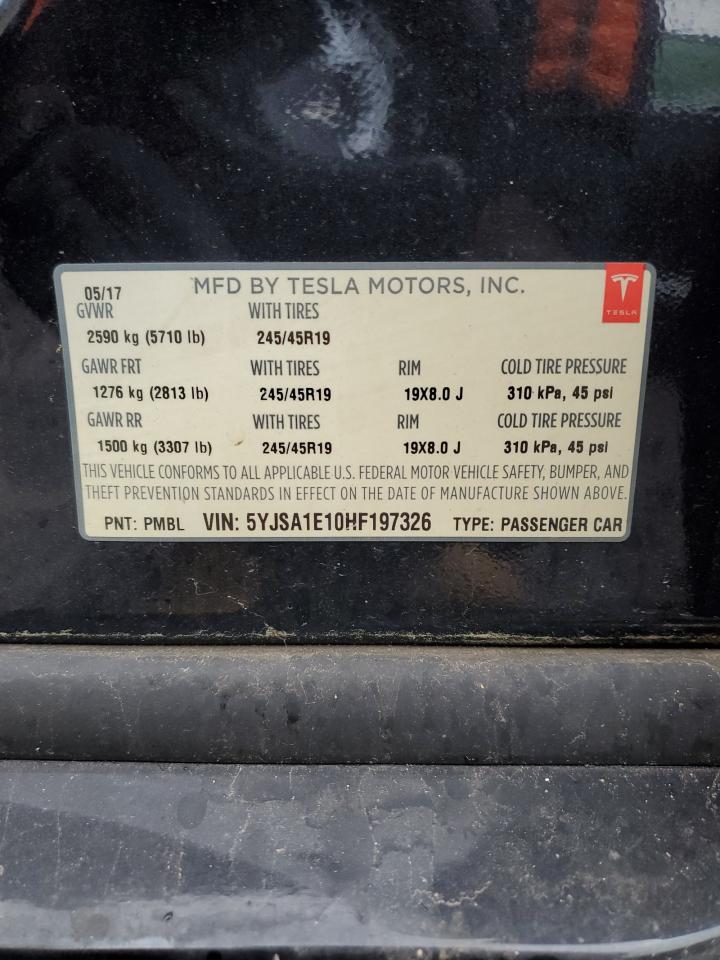 MFD BY TESLA MOTORS, INC.
05/17
TESLA
GVWR WITH TIRES
2590 kg (5710 lb) 245/45R19
GAWR FRT WITH TIRES RIM COLD TIRE PRESSURE
1276 kg (2813 lb) 245/45R19 19X8.0 J 310 kPa, 45 psi
GAWR RR WITH TIRES RIM COLD TIRE PRESSURE
1500 kg (3307 lb) 245/45R19 19X8.0 J 310 kPa, 45 psi
THIS VEHICLE CONFORMS TO ALL APPLICABLE U.S. FEDERAL MOTOR VEHICLE SAFETY, BUMPER, AND
THEFT PREVENTION STANDARDS IN EFFECT ON THE DATE OF MANUFACTURE SHOWN ABOVE.
PNT: PMBL VIN: 5YJSA1E10HF197326 TYPE: PASSENGER CAR